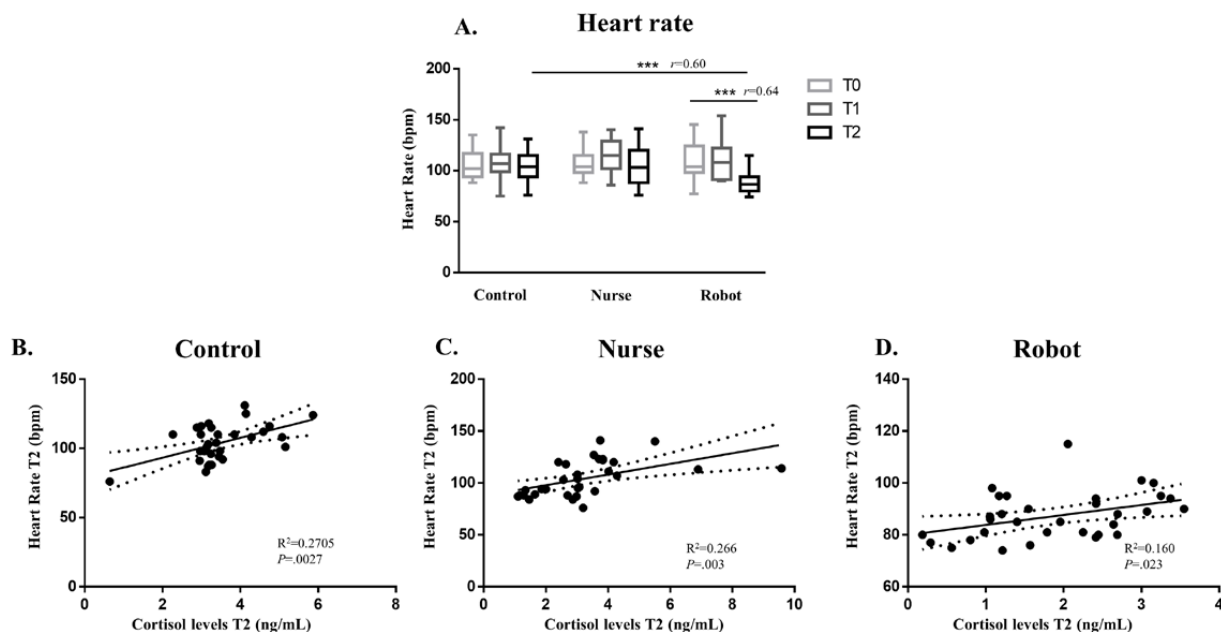 A. Heart rate
Heart Rate (bpm)
200
150
100
50
0
*** r=0.60
*** r=0.64
T0
T1
T2
Control Nurse Robot
B. Control
Heart Rate T2 (bpm)
150
100
50
0
R²=0.2705
P=.0027
0 2 4 6 8
Cortisol levels T2 (ng/mL)
C. Nurse
Heart Rate T2 (bpm)
200
150
100
50
0
R²=0.266
P=.003
0 2 4 6 8 10
Cortisol levels T2 (ng/mL)
D. Robot
Heart Rate T2 (bpm)
140
120
100
80
60
R²=0.160
P=.023
0 1 2 3 4
Cortisol levels T2 (ng/mL)